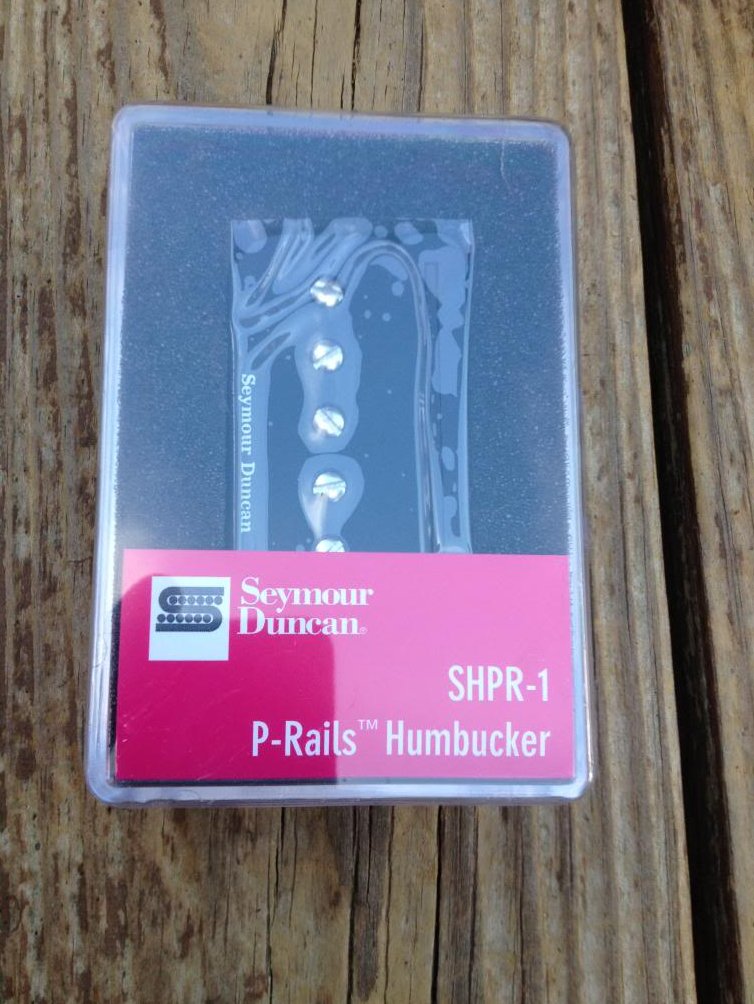 Seymour Duncan
Seymour
Duncan®
SHPR-1
P-Rails™ Humbucker